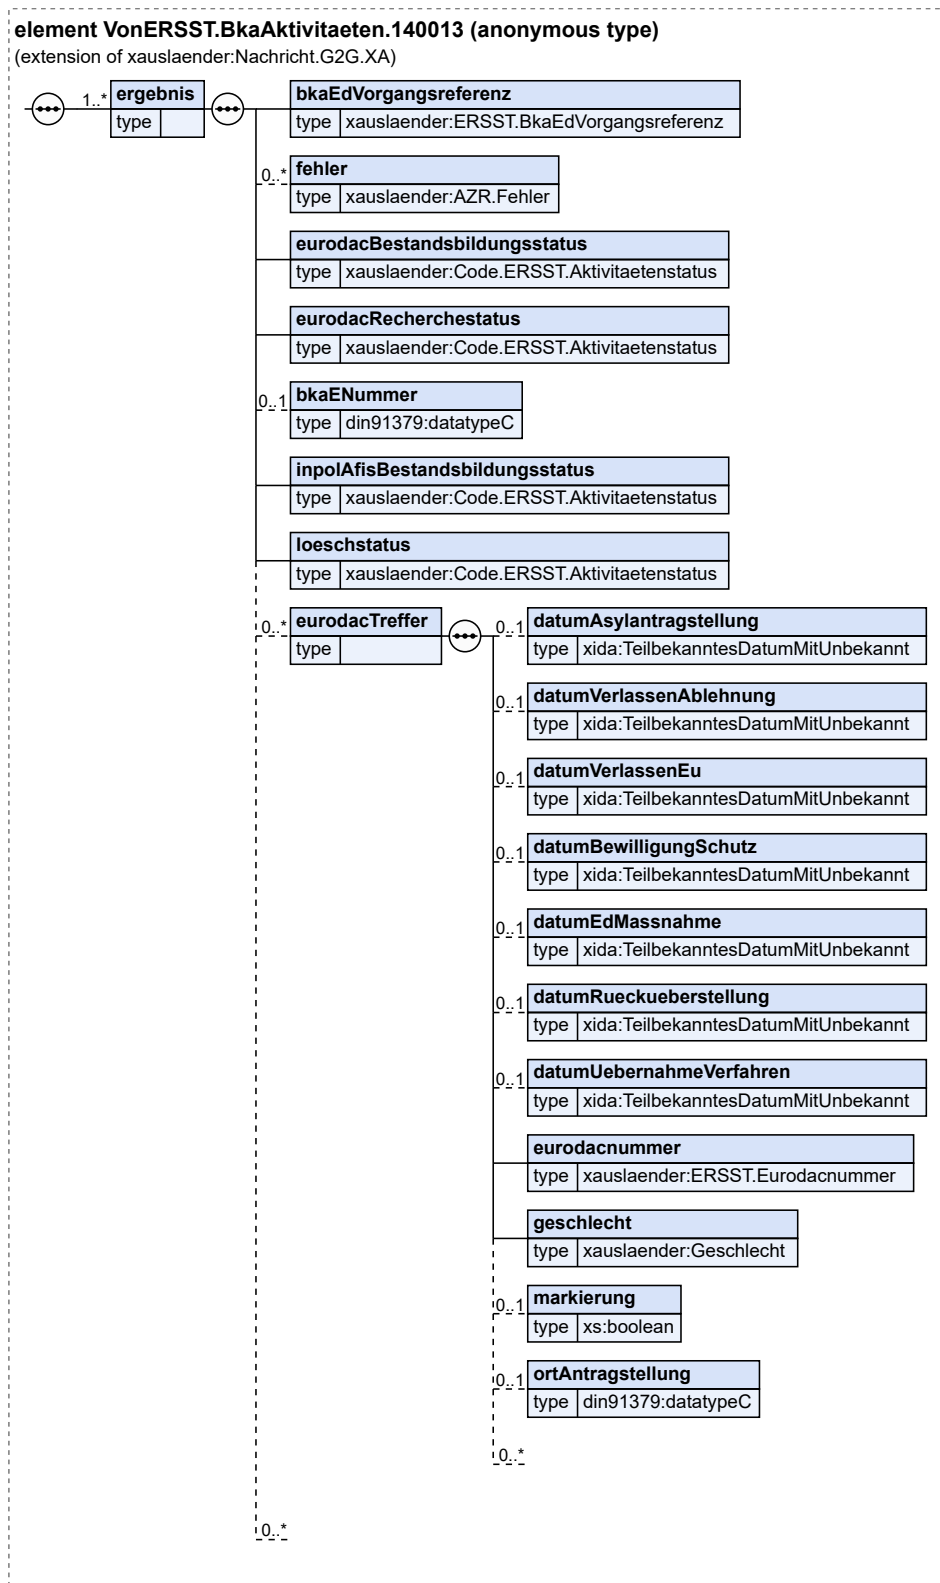 element VonERSST.BkaAktivitaeten.140013 (anonymous type)
(extension of xauslaender:Nachricht.G2G.XA)
1..* ergebnis
type
bkaEdVorgangsreferenz
type xauslaender:ERSST.BkaEdVorgangsreferenz
0..* fehler
type xauslaender:AZR.Fehler
eurodacBestandsbildungsstatus
type xauslaender:Code.ERSST.Aktivitaetenstatus
eurodacRecherchestatus
type xauslaender:Code.ERSST.Aktivitaetenstatus
0..1 bkaENummer
type din91379:datatypeC
inpolAfisBestandsbildungsstatus
type xauslaender:Code.ERSST.Aktivitaetenstatus
loeschstatus
type xauslaender:Code.ERSST.Aktivitaetenstatus
0..* eurodacTreffer
type
0..1 datumAsylantragstellung
type xida:TeilbekanntesDatumMitUnbekannt
0..1 datumVerlassenAblehnung
type xida:TeilbekanntesDatumMitUnbekannt
0..1 datumVerlassenEu
type xida:TeilbekanntesDatumMitUnbekannt
0..1 datumBewilligungSchutz
type xida:TeilbekanntesDatumMitUnbekannt
0..1 datumEdMassnahme
type xida:TeilbekanntesDatumMitUnbekannt
0..1 datumRueckueberstellung
type xida:TeilbekanntesDatumMitUnbekannt
0..1 datumUebernahmeVerfahren
type xida:TeilbekanntesDatumMitUnbekannt
eurodacnummer
type xauslaender:ERSST.Eurodacnummer
geschlecht
type xauslaender:Geschlecht
0..1 markierung
type xs:boolean
0..1 ortAntragstellung
type din91379:datatypeC
0..*
0..*